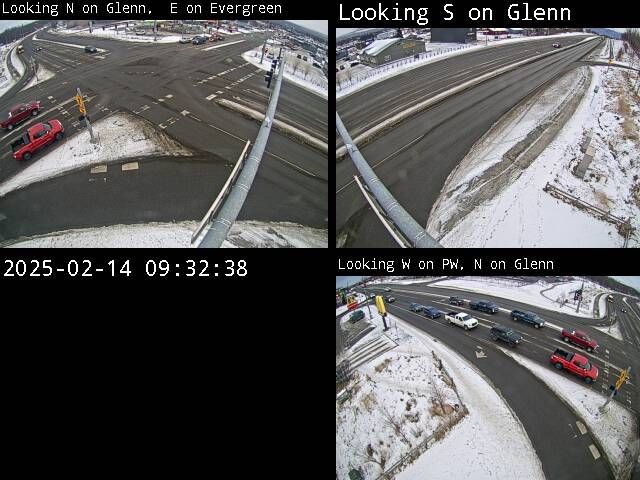 Looking N on Glenn,  E on Evergreen
Looking S on Glenn
2025-02-14 09:32:38
Looking W on PW, N on Glenn